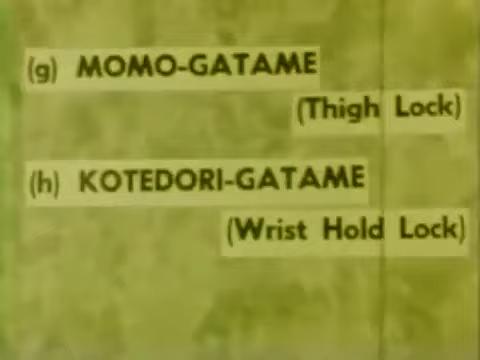 (g) MOMO-GATAME
(Thigh Lock)
(h) KOTEDORI-GATAME
(Wrist Hold Lock)